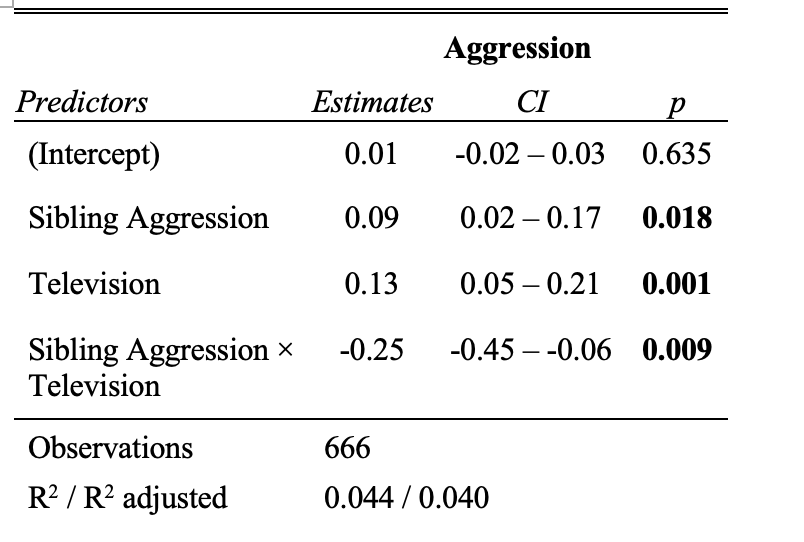 Aggression
Predictors Estimates CI p
(Intercept) 0.01 -0.02 – 0.03 0.635
Sibling Aggression 0.09 0.02 – 0.17 0.018
Television 0.13 0.05 – 0.21 0.001
Sibling Aggression × -0.25 -0.45 – -0.06 0.009
Television
Observations 666
R² / R² adjusted 0.044 / 0.040